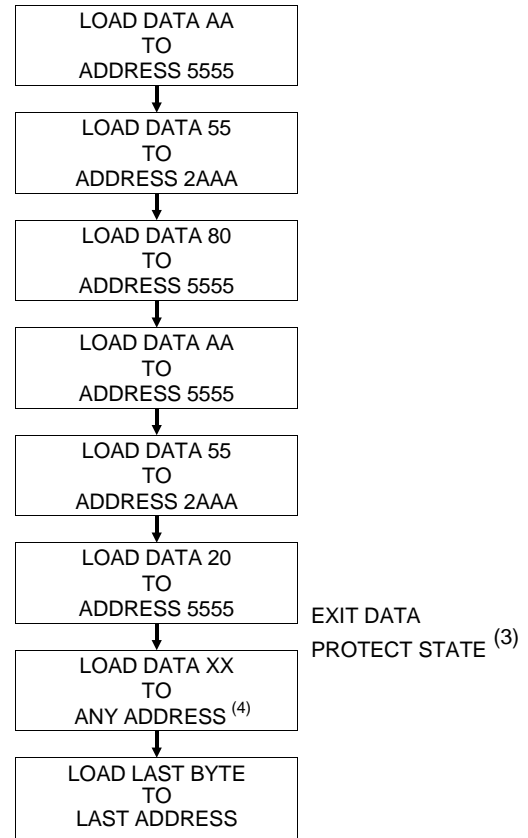 LOAD DATA AA
TO
ADDRESS 5555
LOAD DATA 55
TO
ADDRESS 2AAA
LOAD DATA 80
TO
ADDRESS 5555
LOAD DATA AA
TO
ADDRESS 5555
LOAD DATA 55
TO
ADDRESS 2AAA
LOAD DATA 20
TO
ADDRESS 5555
EXIT DATA
PROTECT STATE (3)
LOAD DATA XX
TO
ANY ADDRESS (4)
LOAD LAST BYTE
TO
LAST ADDRESS